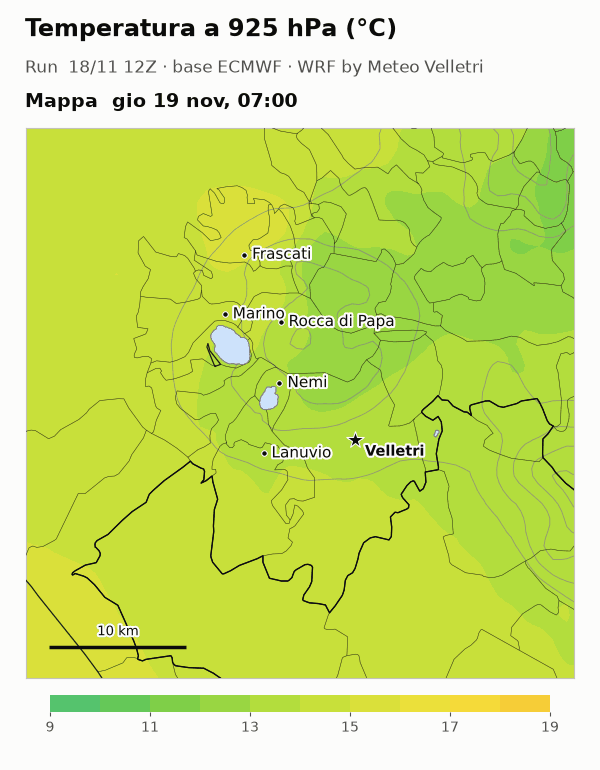 Temperatura a 925 hPa (°C)
Run  18/11 12Z · base ECMWF · WRF by Meteo Velletri
Mappa  gio 19 nov, 07:00
Frascati
Marino
Rocca di Papa
Nemi
Velletri
Lanuvio
10 km
9 11 13 15 17 19